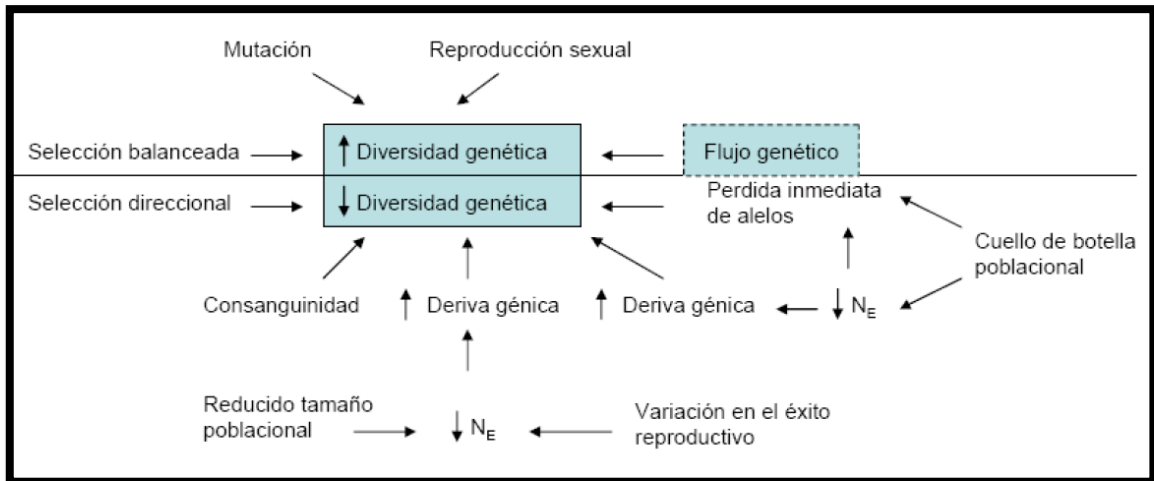 Mutación
Reproducción sexual
Selección balanceada
↑ Diversidad genética
Flujo genético
Selección direccional
↓ Diversidad genética
Perdida inmediata
de alelos
Cuello de botella
poblacional
Consanguinidad
↑ Deriva génica
↑ Deriva génica
↓ NE
Reducido tamaño
poblacional
↓ NE
Variación en el éxito
reproductivo